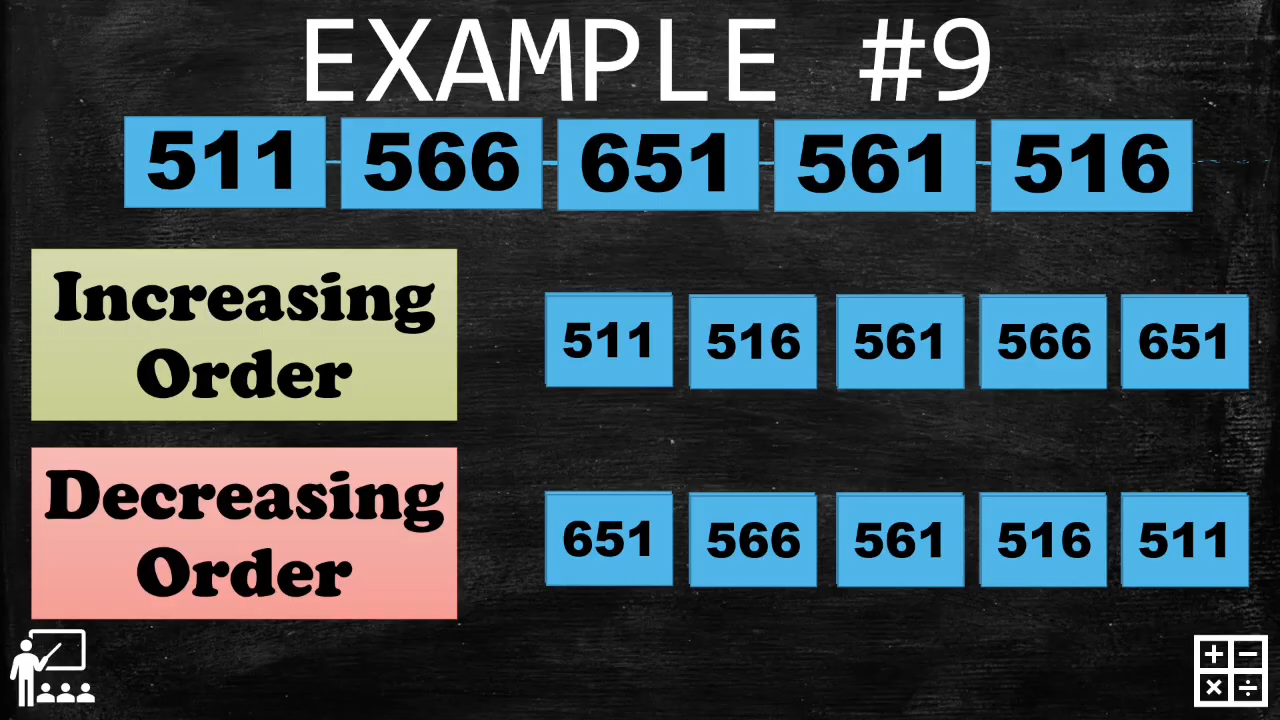 EXAMPLE #9
511 566 651 561 516
Increasing
Order
511 516 561 566 651
Decreasing
Order
651 566 561 516 511
+ −
× ÷